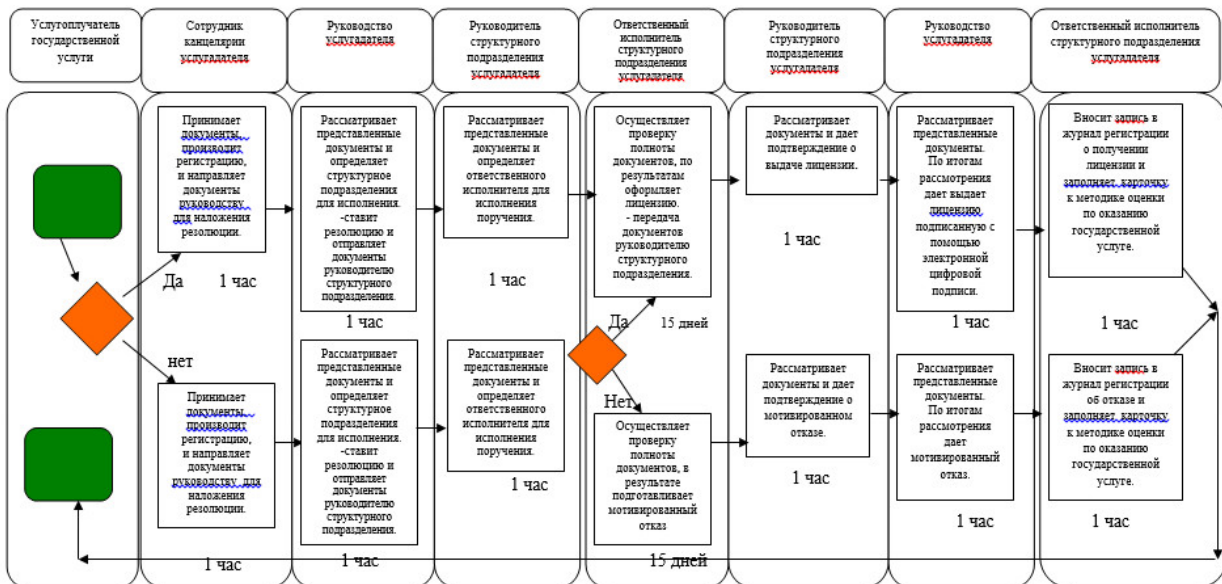 Услугоплучатель
государственной
услуги
Сотрудник
канцелярии
услугадателя
Руководство
услугадателя
Руководитель
структурного
подразделения
услугадателя
Ответственный
исполнитель
структурного
подразделения
услугадателя
Руководитель
структурного
подразделения
услугадателя
Руководство
услугадателя
Ответственный исполнитель
структурного подразделения
услугадателя
Принимает
документы,
производит
регистрацию,
и направляет
документы
руководству
для наложения
резолюции.
Да
1 час
Рассматривает
представленные
документы и
определяет
структурное
подразделения
для исполнения.
-ставит
резолюцию и
отправляет
документы
руководителю
структурного
подразделения.
1 час
Рассматривает
представленные
документы и
определяет
ответственного
исполнителя для
исполнения
поручения.
1 час
Осуществляет
проверку
полноты
документов, по
результатам
оформляет
лицензию.
- передача
документов
руководителю
структурного
подразделения.
Да
15 дней
Рассматривает
документы и дает
подтверждение о
выдаче лицензии.
1 час
Рассматривает
представленные
документы.
По итогам
рассмотрения
дает выдает
лицензию
подписанную с
помощью
электронной
цифровой
подписи.
1 час
Вносит запись в
журнал регистрации
о получении
лицензии и
заполняет карточку
к методике оценки
по оказанию
государственной
услуге.
1 час
нет
Принимает
документы,
производит
регистрацию,
и направляет
документы
руководству для
наложения
резолюции.
1 час
Рассматривает
представленные
документы и
определяет
структурное
подразделения
для исполнения.
-ставит
резолюцию и
отправляет
документы
руководителю
структурного
подразделения.
1 час
Рассматривает
представленные
документы и
определяет
ответственного
исполнителя для
исполнения
поручения.
1 час
Нет
Осуществляет
проверку
полноты
документов, в
результате
подготавливает
мотивированный
отказ
15 дней
Рассматривает
документы и дает
подтверждение о
мотивированном
отказе.
1 час
Рассматривает
представленные
документы.
По итогам
рассмотрения
дает
мотивированный
отказ.
1 час
Вносит запись в
журнал регистрации
об отказе и
заполняет карточку
к методике оценки
по оказанию
государственной
услуге.
1 час